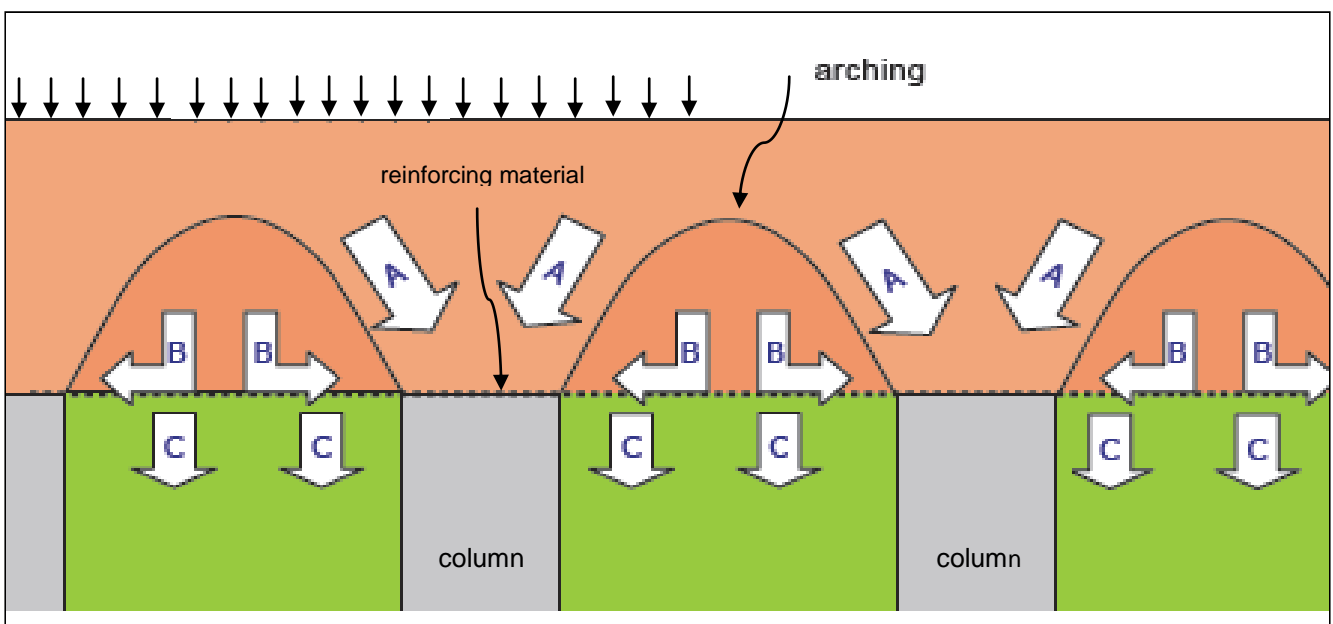 arching
reinforcing material
A A A A
B B B B B B
C C C C C C
column column